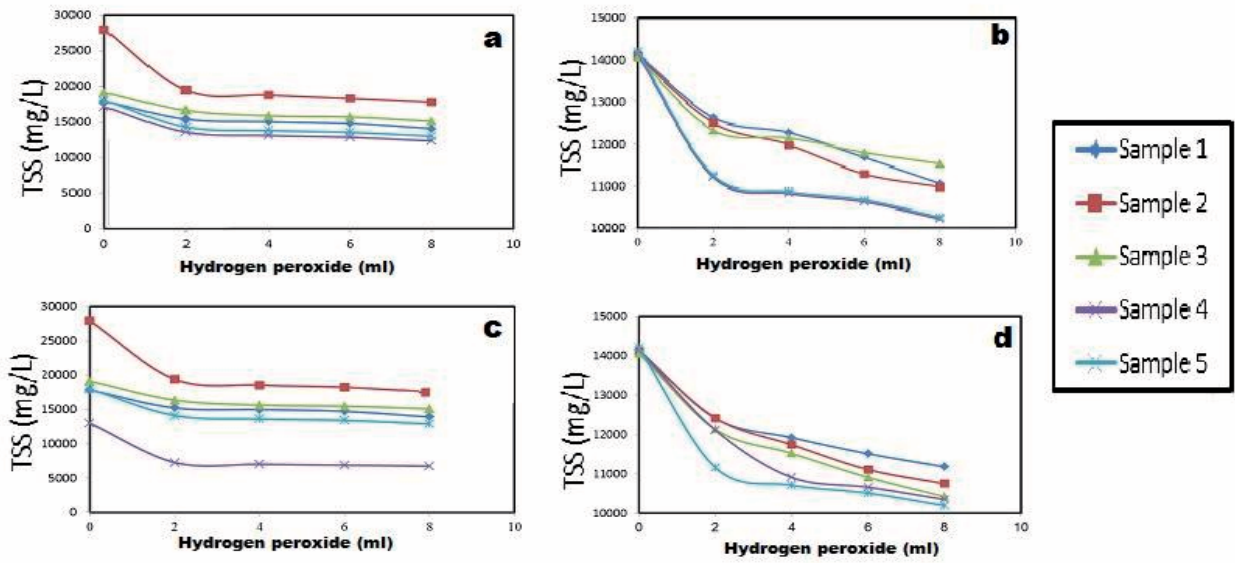 a
TSS (mg/L)
30000
25000
20000
15000
10000
5000
0
0 2 4 6 8 10
Hydrogen peroxide (ml)
b
TSS (mg/L)
15000
14000
13000
12000
11000
10000
0 2 4 6 8 10
Hydrogen peroxide (ml)
c
TSS (mg/L)
30000
25000
20000
15000
10000
5000
0
0 2 4 6 8 10
Hydrogen peroxide (ml)
d
TSS (mg/L)
15000
14000
13000
12000
11000
10000
0 2 4 6 8 10
Hydrogen peroxide (ml)
Sample 1
Sample 2
Sample 3
Sample 4
Sample 5